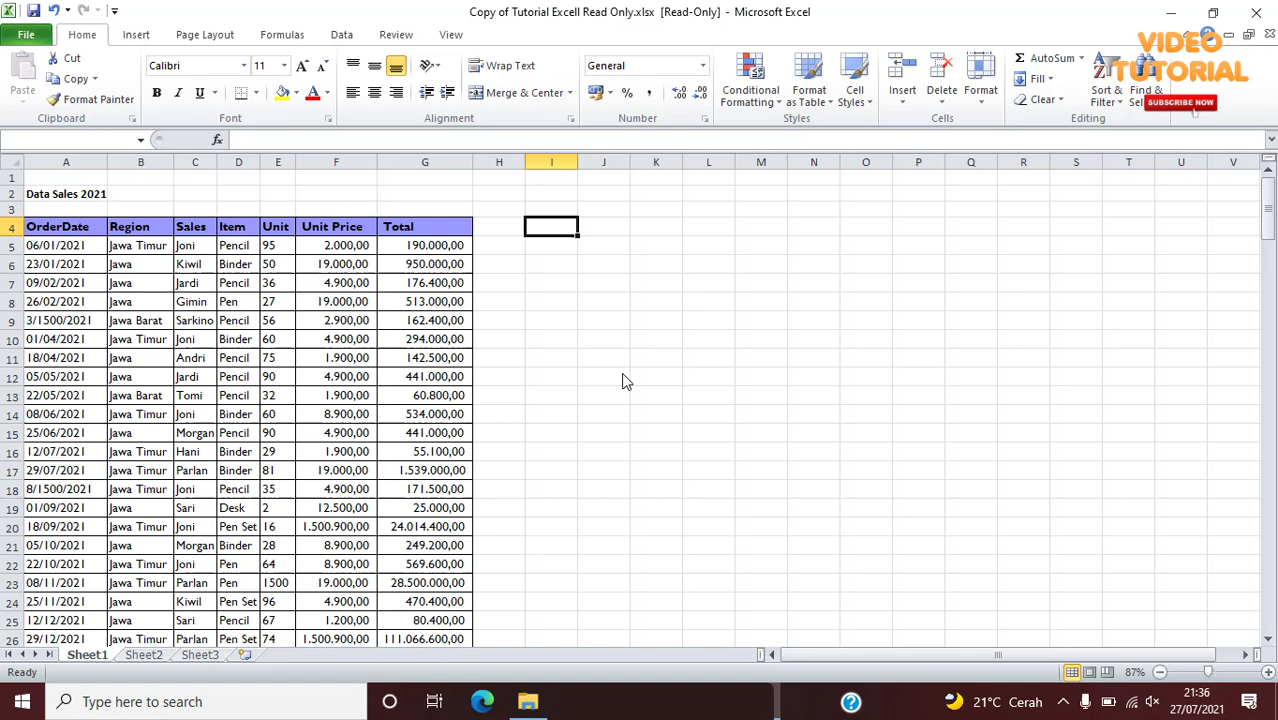 Copy of Tutorial Excell Read Only.xlsx [Read-Only] - Microsoft Excel
File Home Insert Page Layout Formulas Data Review View
VIDEO
TUTORIAL
SUBSCRIBE NOW
Paste Cut
Copy
Format Painter
Clipboard
Calibri 11
B I U
Font
Wrap Text
Merge & Center
Alignment
General
%
Number
Conditional
Formatting
Format
as Table
Cell
Styles
Styles
Insert Delete Format
Cells
AutoSum
Fill
Clear
Sort &
Filter
Find &
Editing
fx
A B C D E F G H I J K L M N O P Q R S T U V
1
2 Data Sales 2021
3
4 OrderDate Region Sales Item Unit Unit Price Total
5 06/01/2021 Jawa Timur Joni Pencil 95 2.000,00 190.000,00
6 23/01/2021 Jawa Kiwil Binder 50 19.000,00 950.000,00
7 09/02/2021 Jawa Jardi Pencil 36 4.900,00 176.400,00
8 26/02/2021 Jawa Gimin Pen 27 19.000,00 513.000,00
9 3/1500/2021 Jawa Barat Sarkino Pencil 56 2.900,00 162.400,00
10 01/04/2021 Jawa Timur Joni Binder 60 4.900,00 294.000,00
11 18/04/2021 Jawa Andri Pencil 75 1.900,00 142.500,00
12 05/05/2021 Jawa Jardi Pencil 90 4.900,00 441.000,00
13 22/05/2021 Jawa Barat Tomi Pencil 32 1.900,00 60.800,00
14 08/06/2021 Jawa Timur Joni Binder 60 8.900,00 534.000,00
15 25/06/2021 Jawa Morgan Pencil 90 4.900,00 441.000,00
16 12/07/2021 Jawa Timur Hani Binder 29 1.900,00 55.100,00
17 29/07/2021 Jawa Timur Parlan Binder 81 19.000,00 1.539.000,00
18 8/1500/2021 Jawa Timur Joni Pencil 35 4.900,00 171.500,00
19 01/09/2021 Jawa Sari Desk 2 12.500,00 25.000,00
20 18/09/2021 Jawa Timur Joni Pen Set 16 1.500.900,00 24.014.400,00
21 05/10/2021 Jawa Morgan Binder 28 8.900,00 249.200,00
22 22/10/2021 Jawa Timur Joni Pen 64 8.900,00 569.600,00
23 08/11/2021 Jawa Timur Parlan Pen 1500 19.000,00 28.500.000,00
24 25/11/2021 Jawa Kiwil Pen Set 96 4.900,00 470.400,00
25 12/12/2021 Jawa Sari Pencil 67 1.200,00 80.400,00
26 29/12/2021 Jawa Timur Parlan Pen Set 74 1.500.900,00 111.066.600,00
Sheet1 Sheet2 Sheet3
Ready 87%
Type here to search 21°C Cerah 21:36
27/07/2021